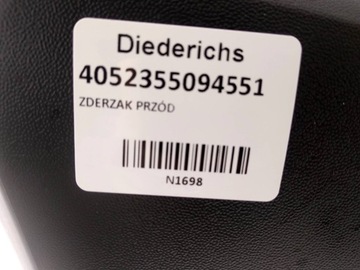 Diederichs
4052355094551
ZDERZAK PRZÓD
N1698